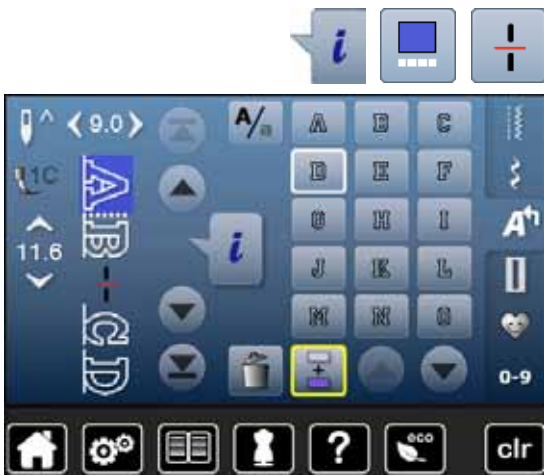 i
9.0
A/a
A B C
1C
D E F
A
G H I
A
11.6
B
i
J K L
C
M N O
D
0-9
?
eco
clr